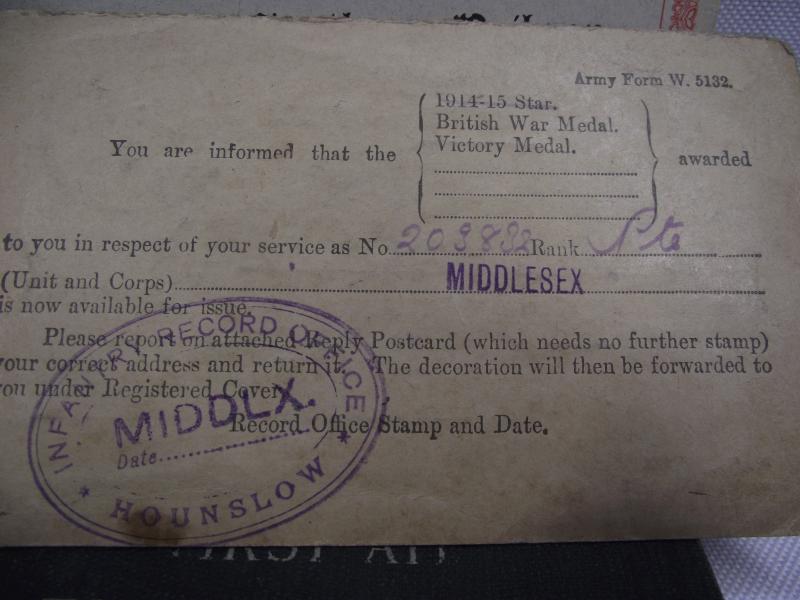 Army Form W. 5132.
1914-15 Star.
British War Medal.
You are informed that the Victory Medal. awarded
to you in respect of your service as No. 203832 Rank Pte
(Unit and Corps) MIDDLESEX
is now available for issue.
Please report on attached Reply Postcard (which needs no further stamp)
your correct address and return it. The decoration will then be forwarded to
you under Registered Cover.
Record Office Stamp and Date.
INFANTRY RECORD OFFICE
MIDDLX.
Date
HOUNSLOW
FIRST AID